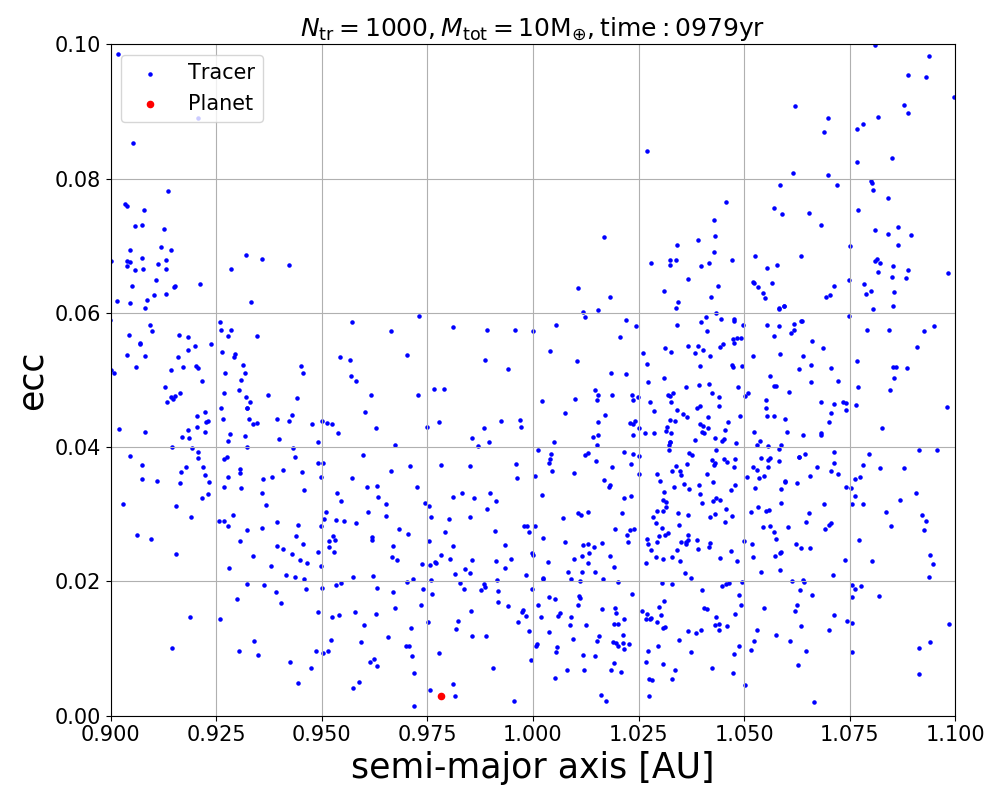 N_tr = 1000, M_tot = 10M_⊕, time : 0979yr
Tracer
Planet
ecc
0.10
0.08
0.06
0.04
0.02
0.00
0.900 0.925 0.950 0.975 1.000 1.025 1.050 1.075 1.100
semi-major axis [AU]